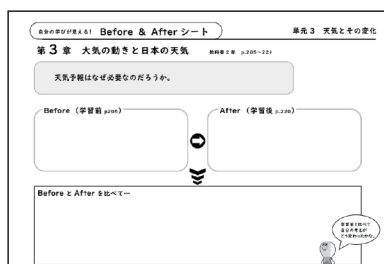 自分の学びが見える! Before & After シート
単元3 天気とその変化
第3章 大気の動きと日本の天気
教科書2年 p.205~221
天気予報はなぜ必要なのだろうか。
Before (学習前 p.205)
After (学習後 p.220)
Before と After を比べて…
学習前と比べて
自分の考えが
どう変わったかな。